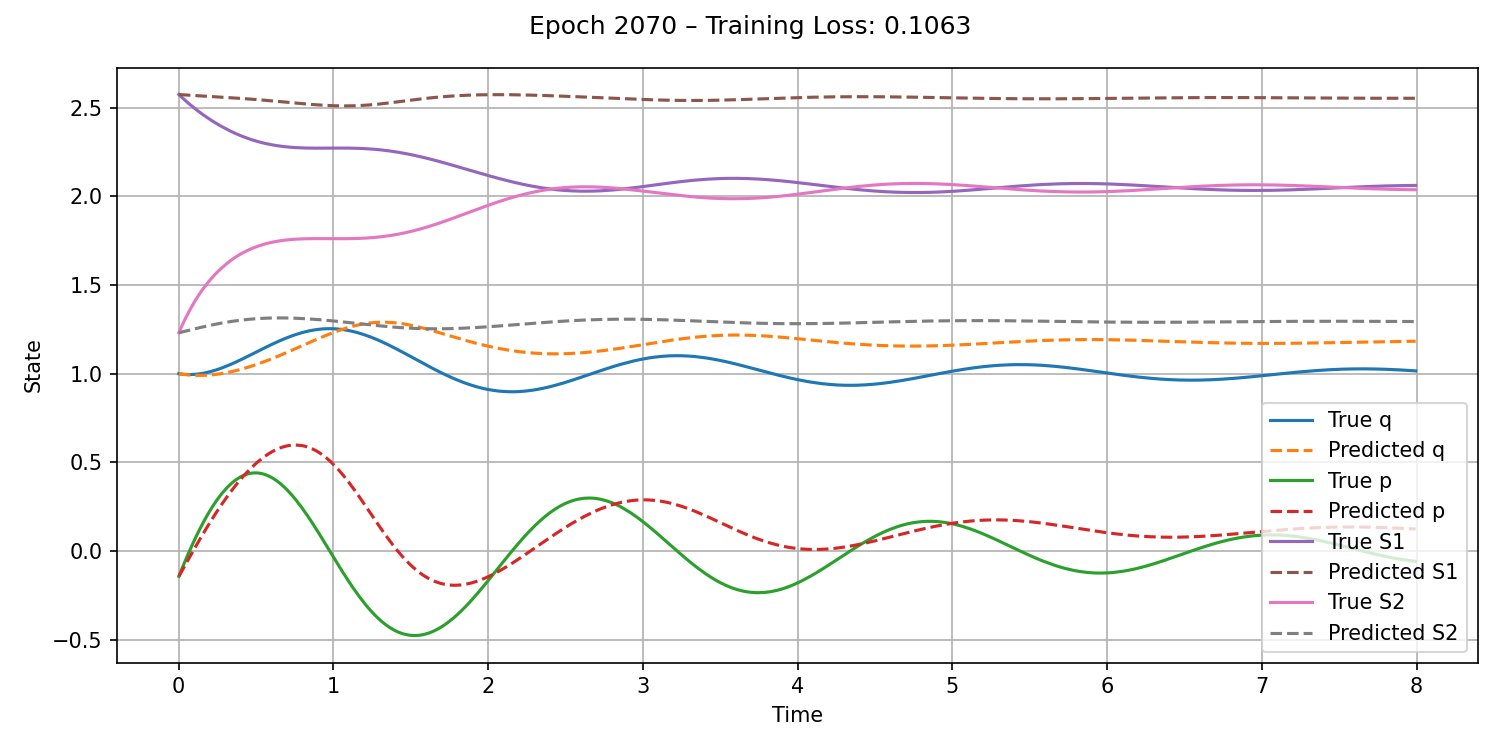 Epoch 2070 – Training Loss: 0.1063
2.5
2.0
1.5
1.0
0.5
0.0
−0.5
State
0 1 2 3 4 5 6 7 8
Time
True q
Predicted q
True p
Predicted p
True S1
Predicted S1
True S2
Predicted S2